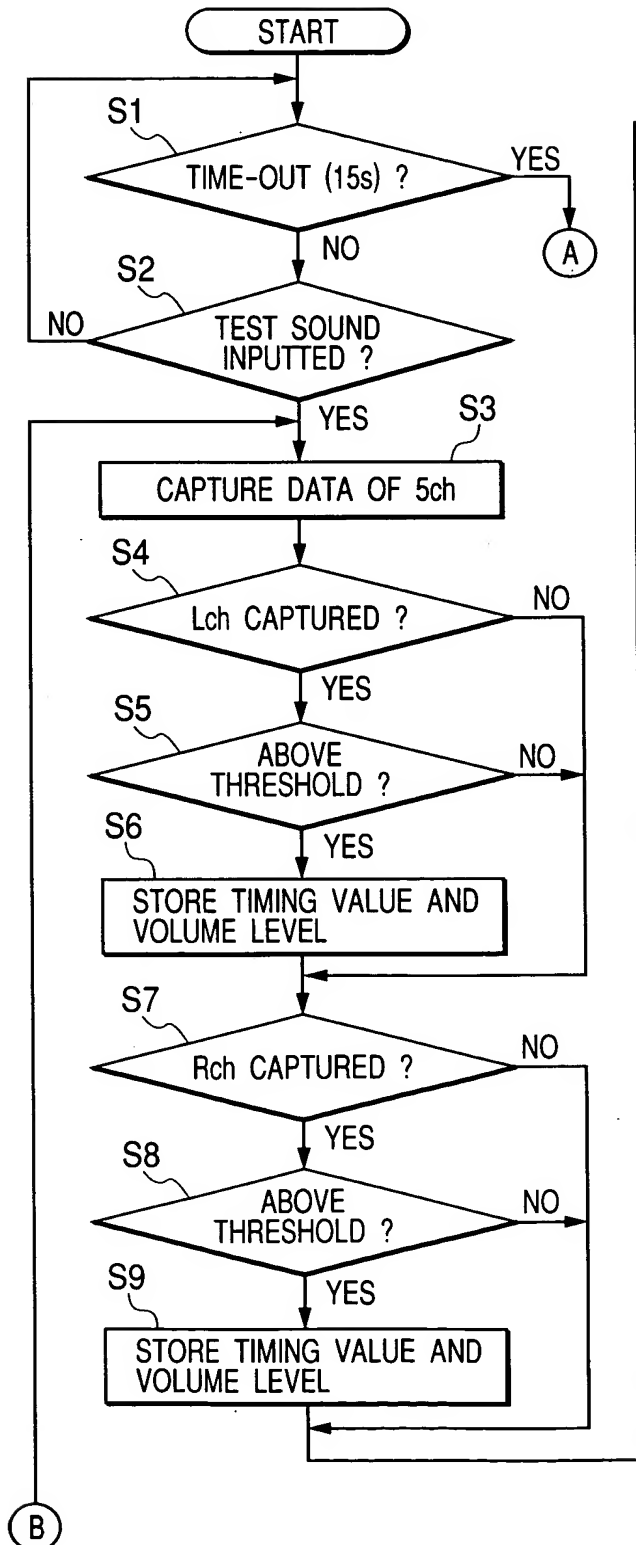 START
S1
TIME-OUT (15s) ?
YES
A
NO
S2
NO
TEST SOUND
INPUTTED ?
YES
S3
CAPTURE DATA OF 5ch
S4
Lch CAPTURED ?
NO
YES
S5
ABOVE
THRESHOLD ?
NO
YES
S6
STORE TIMING VALUE AND
VOLUME LEVEL
S7
Rch CAPTURED ?
NO
YES
S8
ABOVE
THRESHOLD ?
NO
YES
S9
STORE TIMING VALUE AND
VOLUME LEVEL
B